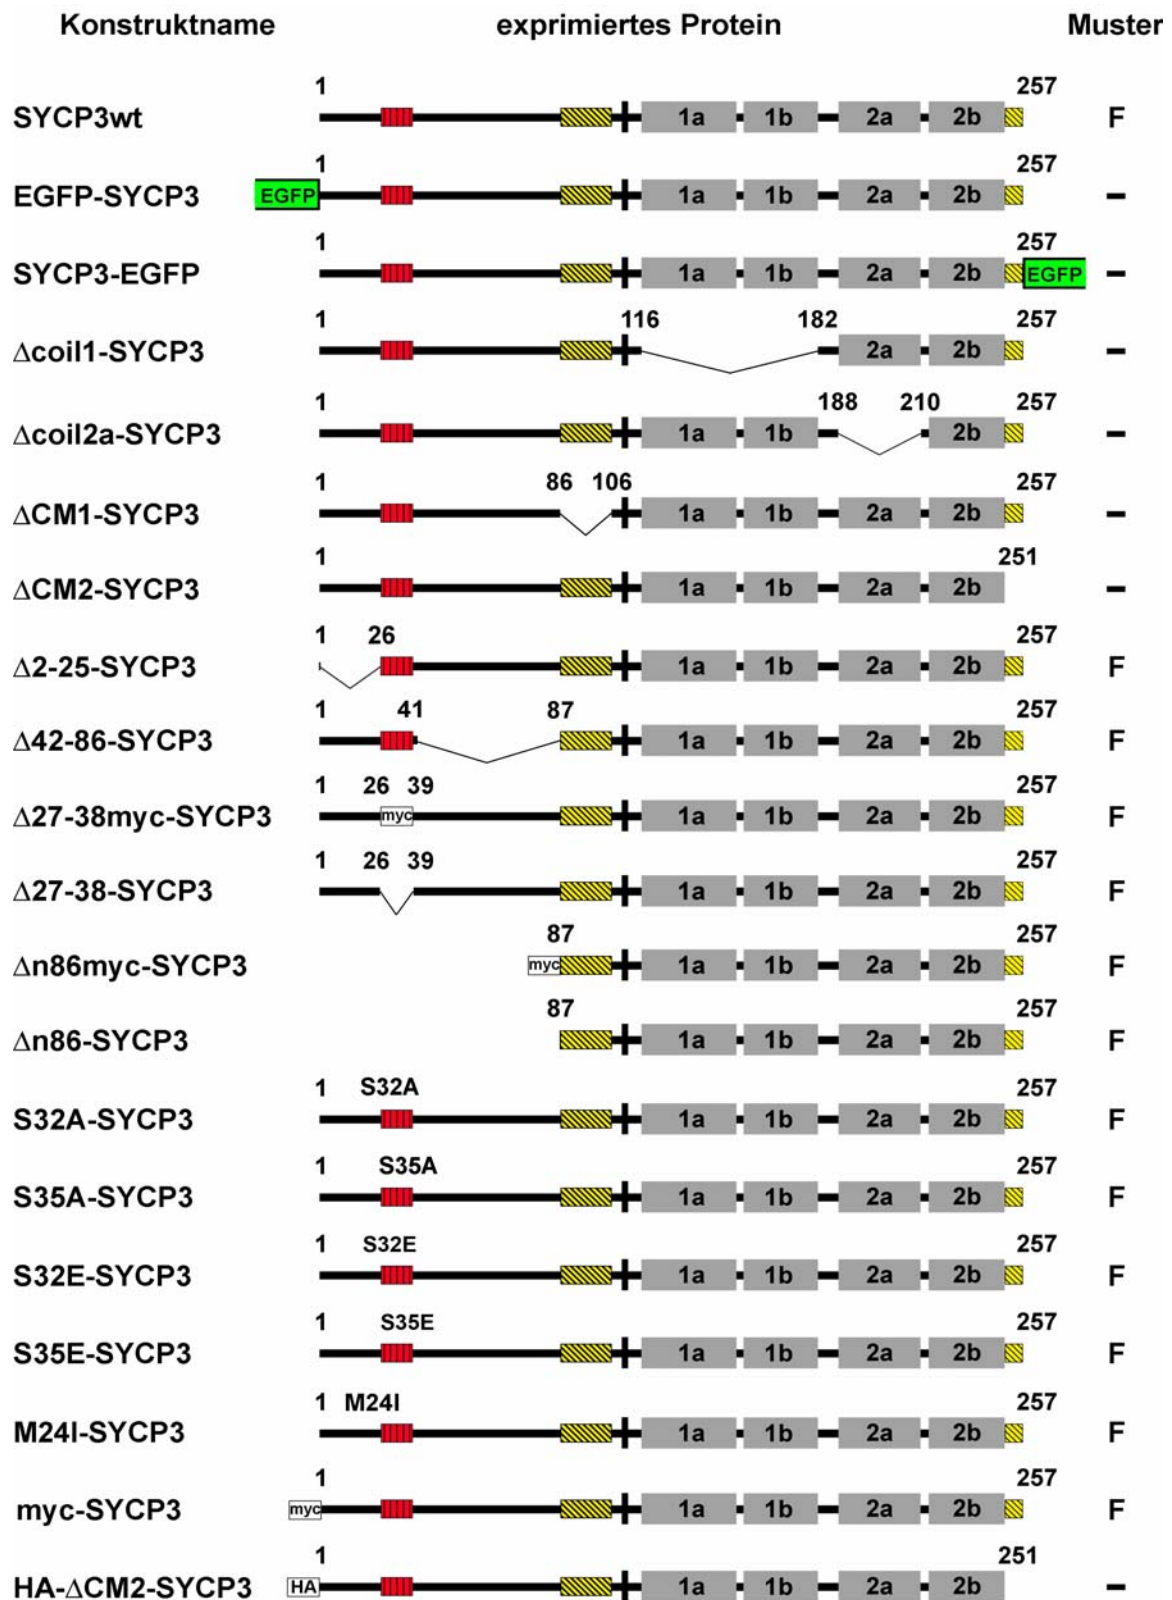 Konstruktname exprimiertes Protein Muster
1 257
SYCP3wt 1a 1b 2a 2b F
1 257
EGFP-SYCP3 EGFP 1a 1b 2a 2b –
1 257
SYCP3-EGFP 1a 1b 2a 2b EGFP –
1 116 182 257
Δcoil1-SYCP3 2a 2b –
1 188 210 257
Δcoil2a-SYCP3 1a 1b 2b –
1 86 106 257
ΔCM1-SYCP3 1a 1b 2a 2b –
1 251
ΔCM2-SYCP3 1a 1b 2a 2b –
1 26 257
Δ2-25-SYCP3 1a 1b 2a 2b F
1 41 87 257
Δ42-86-SYCP3 1a 1b 2a 2b F
1 26 39 257
Δ27-38myc-SYCP3 myc 1a 1b 2a 2b F
1 26 39 257
Δ27-38-SYCP3 1a 1b 2a 2b F
87 257
Δn86myc-SYCP3 myc 1a 1b 2a 2b F
87 257
Δn86-SYCP3 1a 1b 2a 2b F
1 S32A 257
S32A-SYCP3 1a 1b 2a 2b F
1 S35A 257
S35A-SYCP3 1a 1b 2a 2b F
1 S32E 257
S32E-SYCP3 1a 1b 2a 2b F
1 S35E 257
S35E-SYCP3 1a 1b 2a 2b F
1 M24I 257
M24I-SYCP3 1a 1b 2a 2b F
1 257
myc-SYCP3 myc 1a 1b 2a 2b F
1 251
HA-ΔCM2-SYCP3 HA 1a 1b 2a 2b –